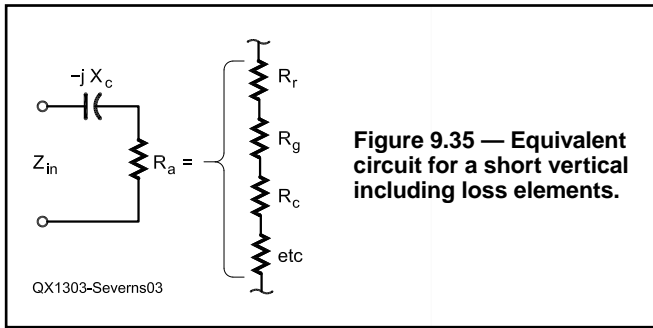 –j Xc
Zin
Ra =
Rr
Rg
Rc
etc
QX1303-Severns03
Figure 9.35 — Equivalent
circuit for a short vertical
including loss elements.